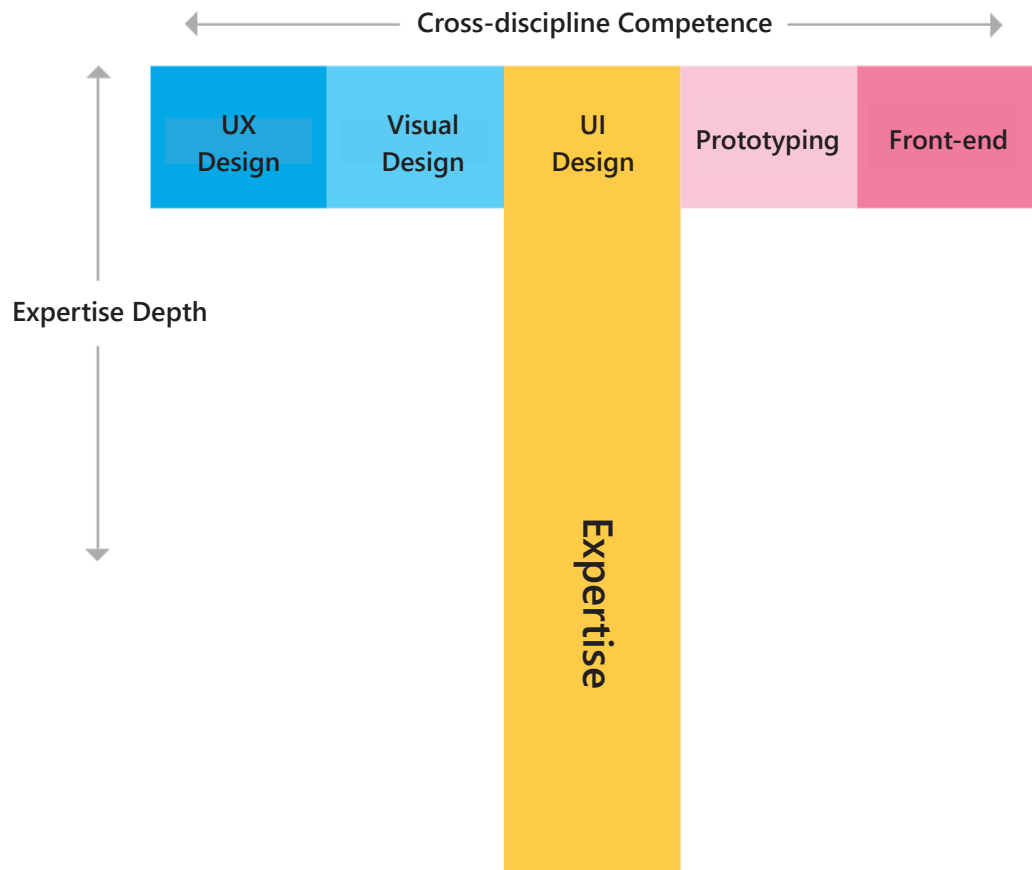 Cross-discipline Competence
UX
Design
Visual
Design
UI
Design
Prototyping
Front-end
Expertise Depth
Expertise